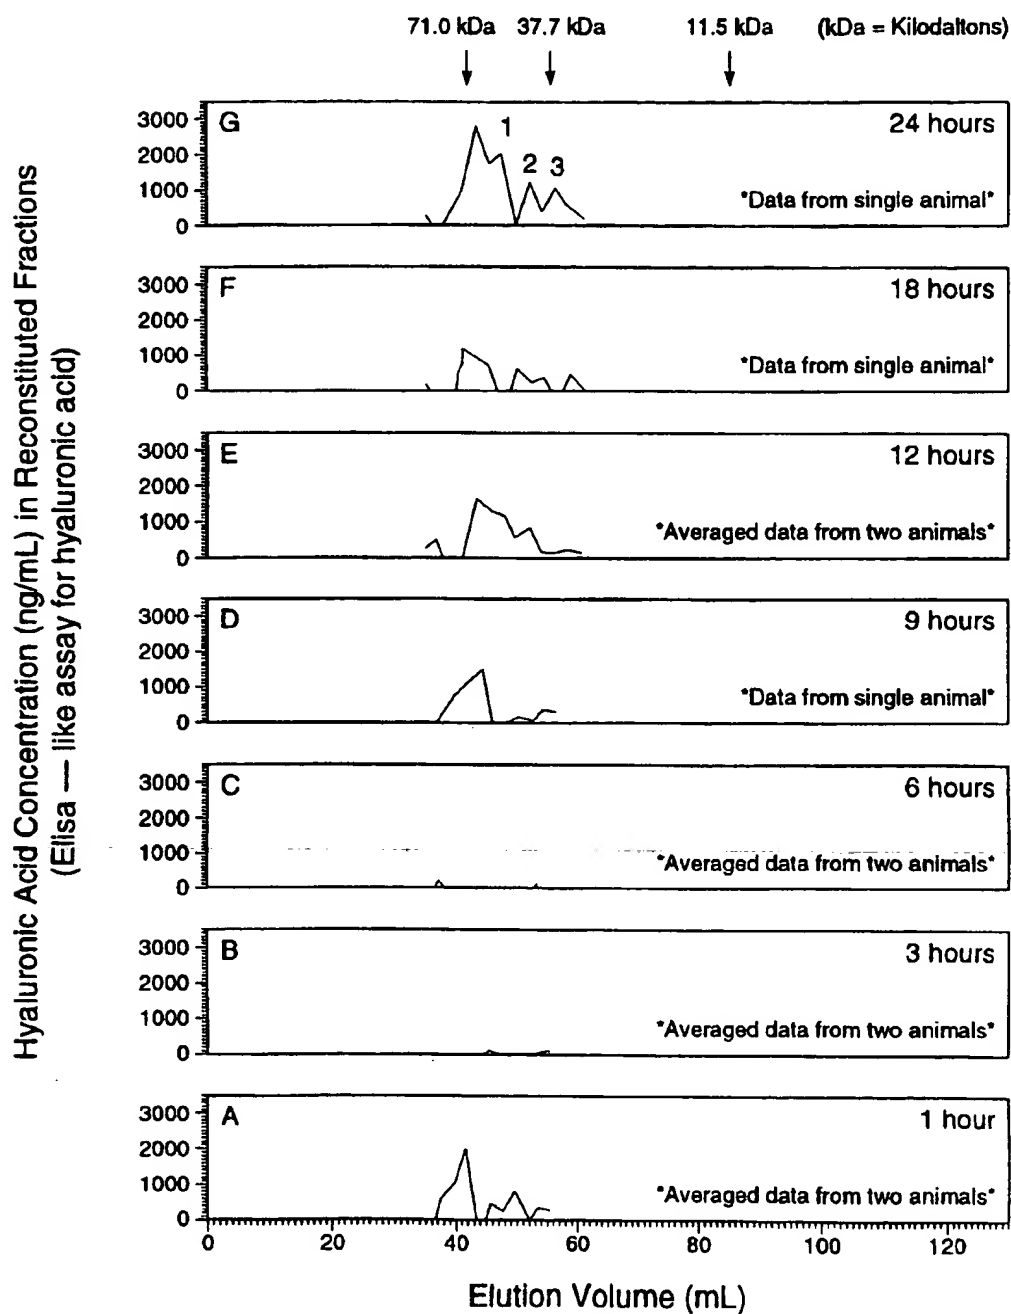 71.0 kDa 37.7 kDa 11.5 kDa (kDa = Kilodaltons)
Hyaluronic Acid Concentration (ng/mL) in Reconstituted Fractions
(Elisa — like assay for hyaluronic acid)
G 1 24 hours
2 3
*Data from single animal*
3000
2000
1000
0
F 18 hours
*Data from single animal*
3000
2000
1000
0
E 12 hours
*Averaged data from two animals*
3000
2000
1000
0
D 9 hours
*Data from single animal*
3000
2000
1000
0
C 6 hours
*Averaged data from two animals*
3000
2000
1000
0
B 3 hours
*Averaged data from two animals*
3000
2000
1000
0
A 1 hour
*Averaged data from two animals*
3000
2000
1000
0
0 20 40 60 80 100 120
Elution Volume (mL)